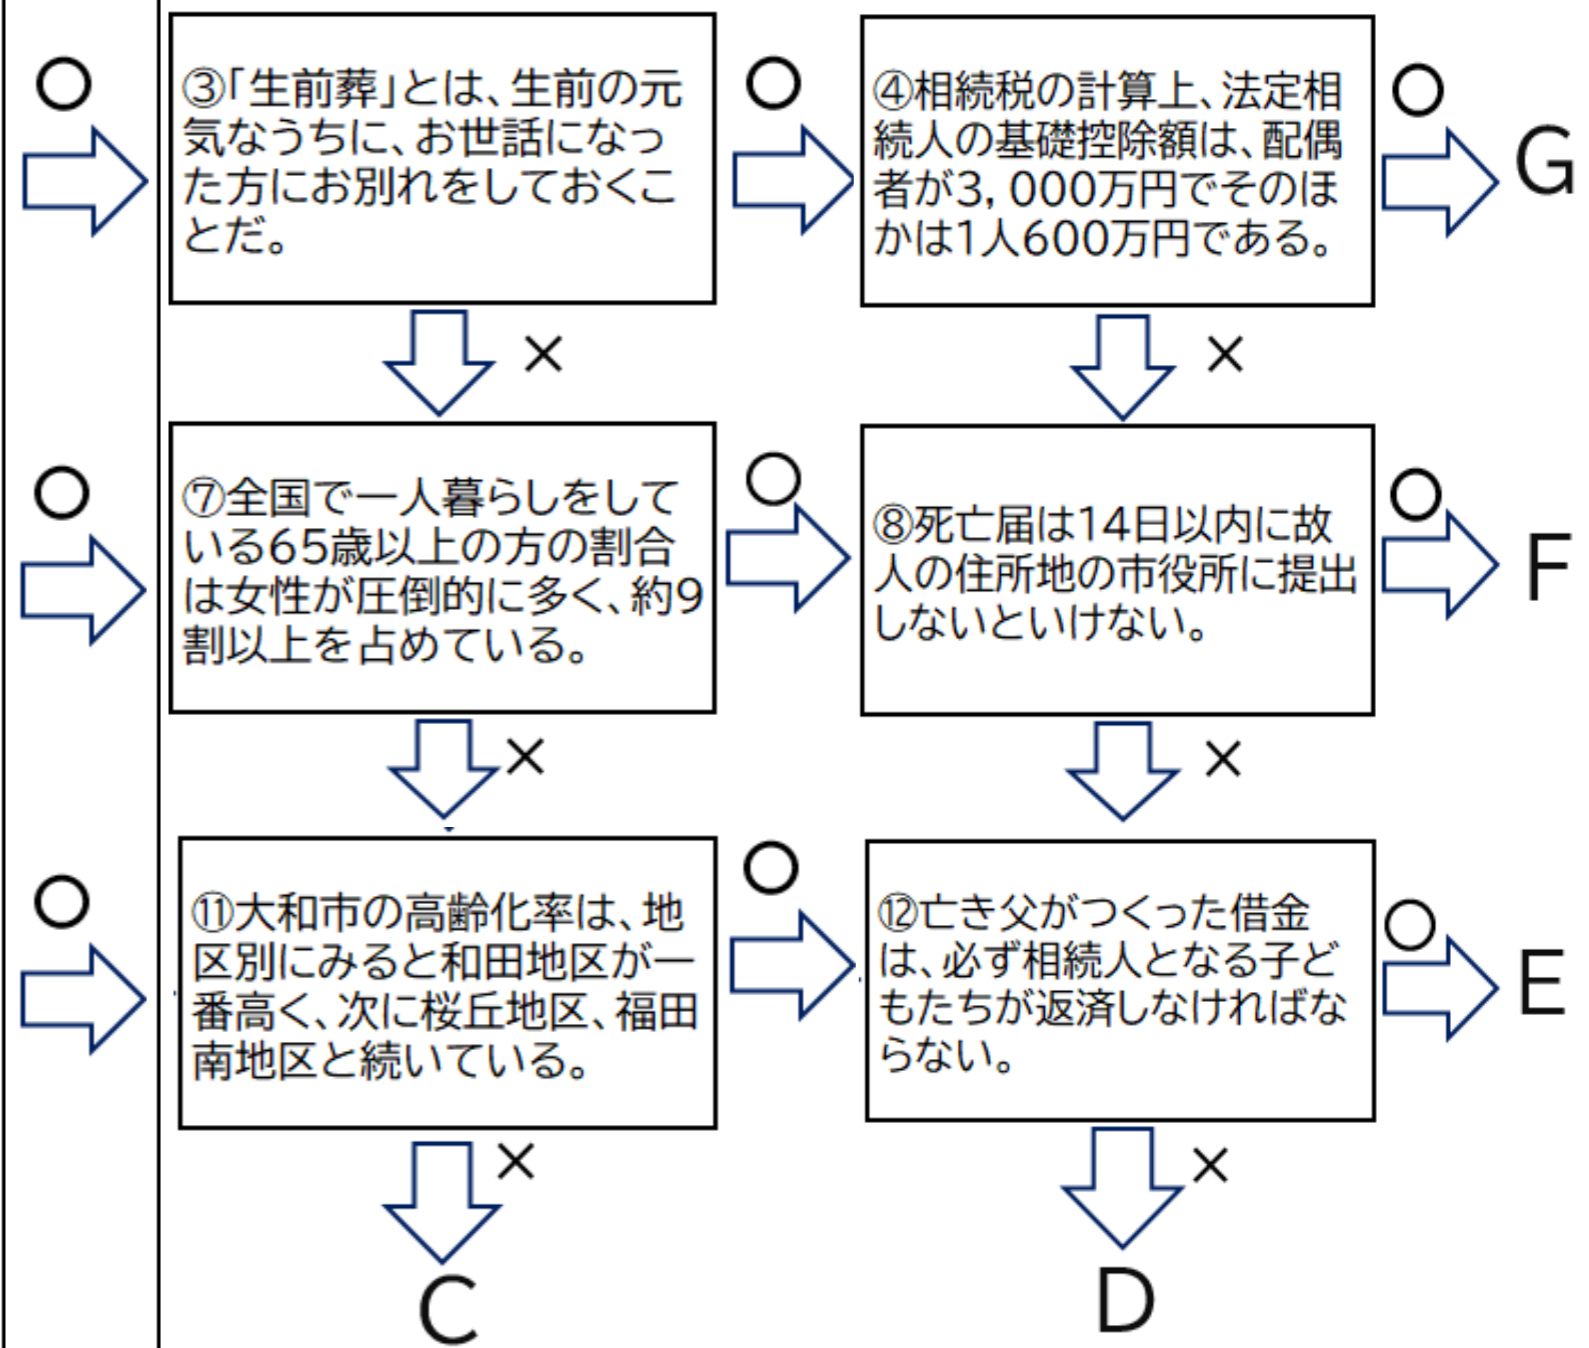 ○
③「生前葬」とは、生前の元
気なうちに、お世話になっ
た方にお別れをしておくこ
とだ。
○
④相続税の計算上、法定相
続人の基礎控除額は、配偶
者が3，000万円でそのほ
かは1人600万円である。
○
G
×
×
○
⑦全国で一人暮らしをして
いる65歳以上の方の割合
は女性が圧倒的に多く、約9
割以上を占めている。
○
⑧死亡届は14日以内に故
人の住所地の市役所に提出
しないといけない。
○
F
×
×
○
⑪大和市の高齢化率は、地
区別にみると和田地区が一
番高く、次に桜丘地区、福田
南地区と続いている。
○
⑫亡き父がつくった借金
は、必ず相続人となる子ど
もたちが返済しなければな
らない。
○
E
×
×
C
D